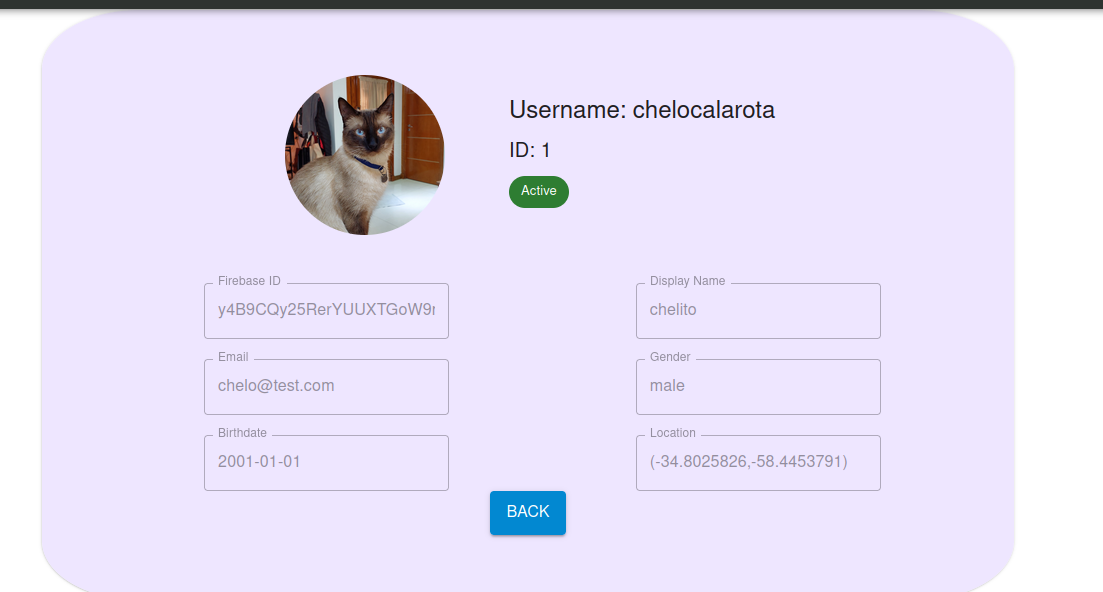 Username: chelocalarota
ID: 1
Active
Firebase ID
y4B9CQy25RerYUUXTGoW9r
Display Name
chelito
Email
chelo@test.com
Gender
male
Birthdate
2001-01-01
Location
(-34.8025826,-58.4453791)
BACK